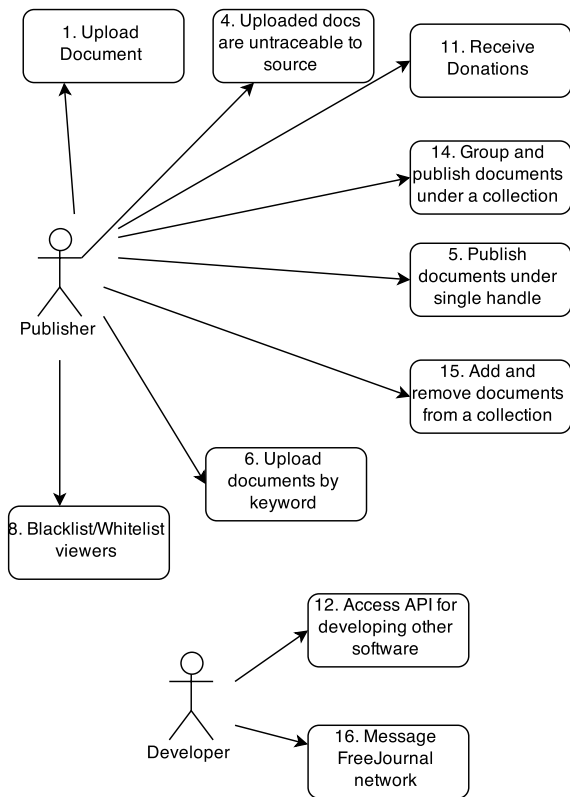 1. Upload
Document
4. Uploaded docs
are untraceable to
source
11. Receive
Donations
14. Group and
publish documents
under a collection
5. Publish
documents under
single handle
Publisher
15. Add and
remove documents
from a collection
6. Upload
documents by
keyword
8. Blacklist/Whitelist
viewers
12. Access API for
developing other
software
Developer
16. Message
FreeJournal
network